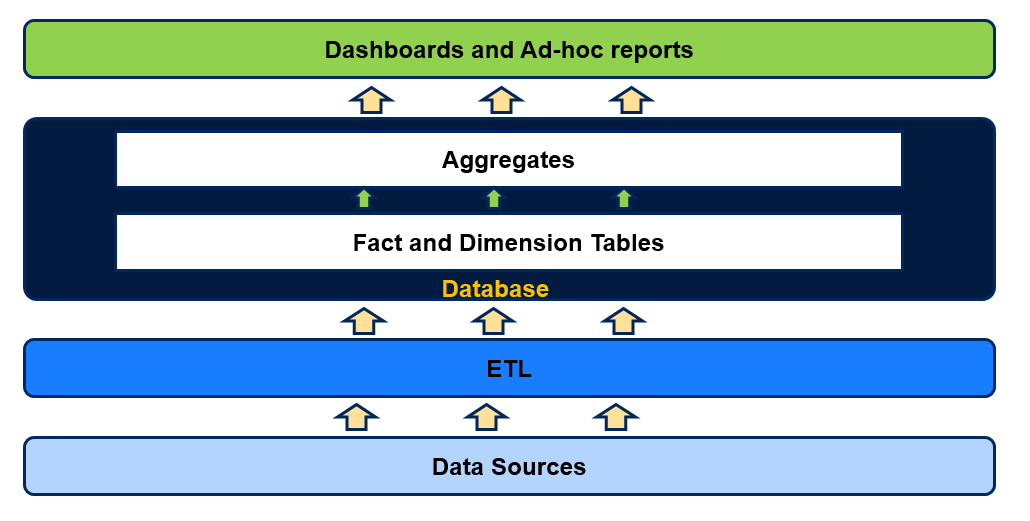 Dashboards and Ad-hoc reports
Aggregates
Fact and Dimension Tables
Database
ETL
Data Sources